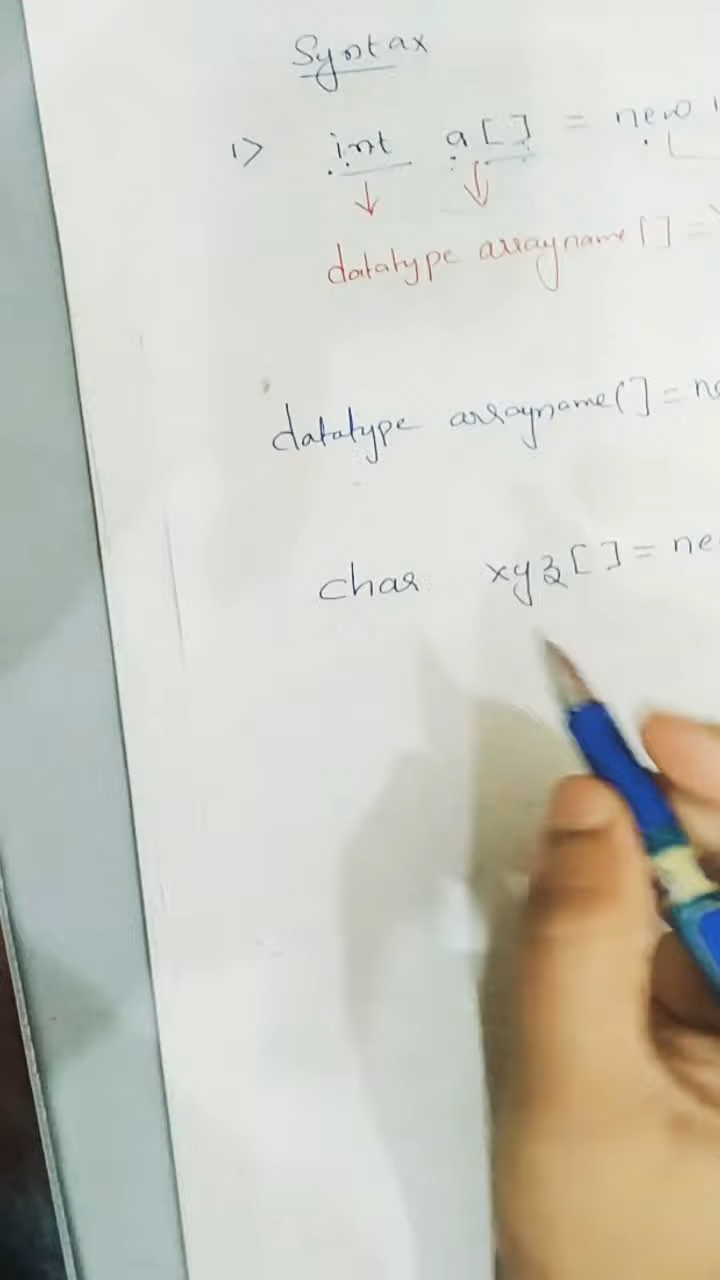 Syntax
1> int a[] = new
datatype arrayname[] =
datatype arrayname[] = ne
char xyz[] = ne